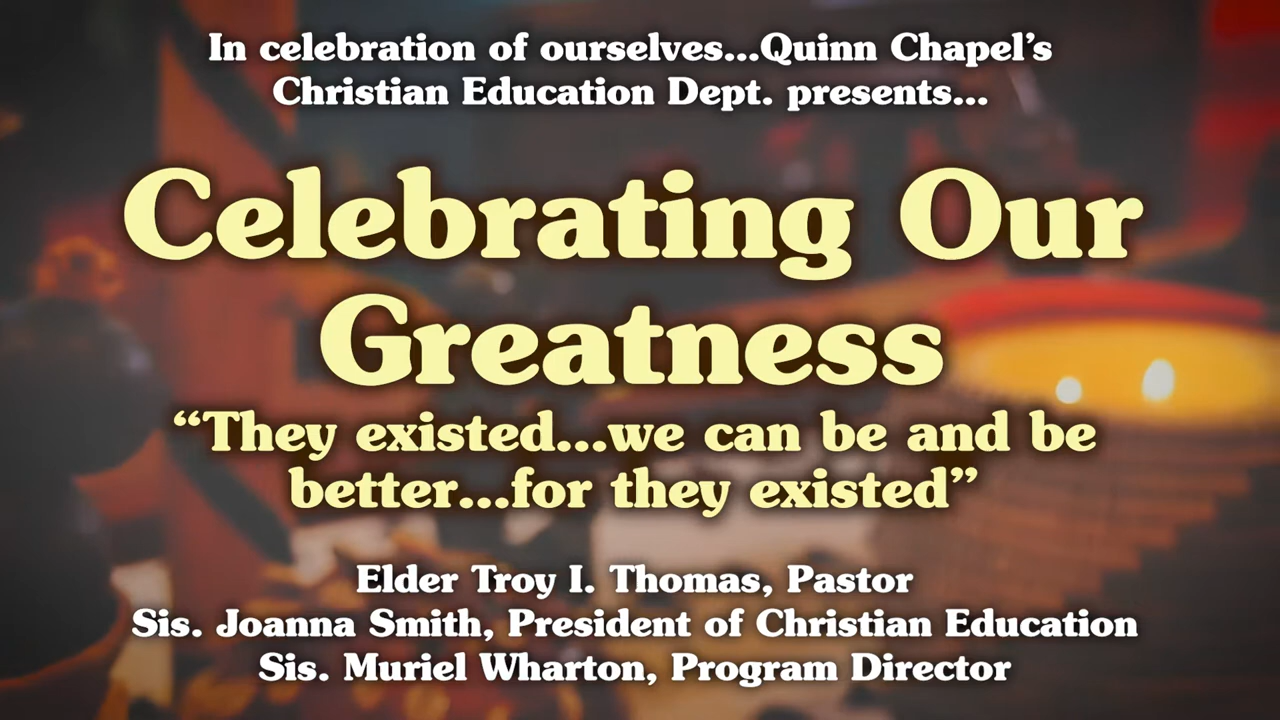 In celebration of ourselves...Quinn Chapel’s
Christian Education Dept. presents...
Celebrating Our
Greatness
“They existed...we can be and be
better...for they existed”
Elder Troy I. Thomas, Pastor
Sis. Joanna Smith, President of Christian Education
Sis. Muriel Wharton, Program Director